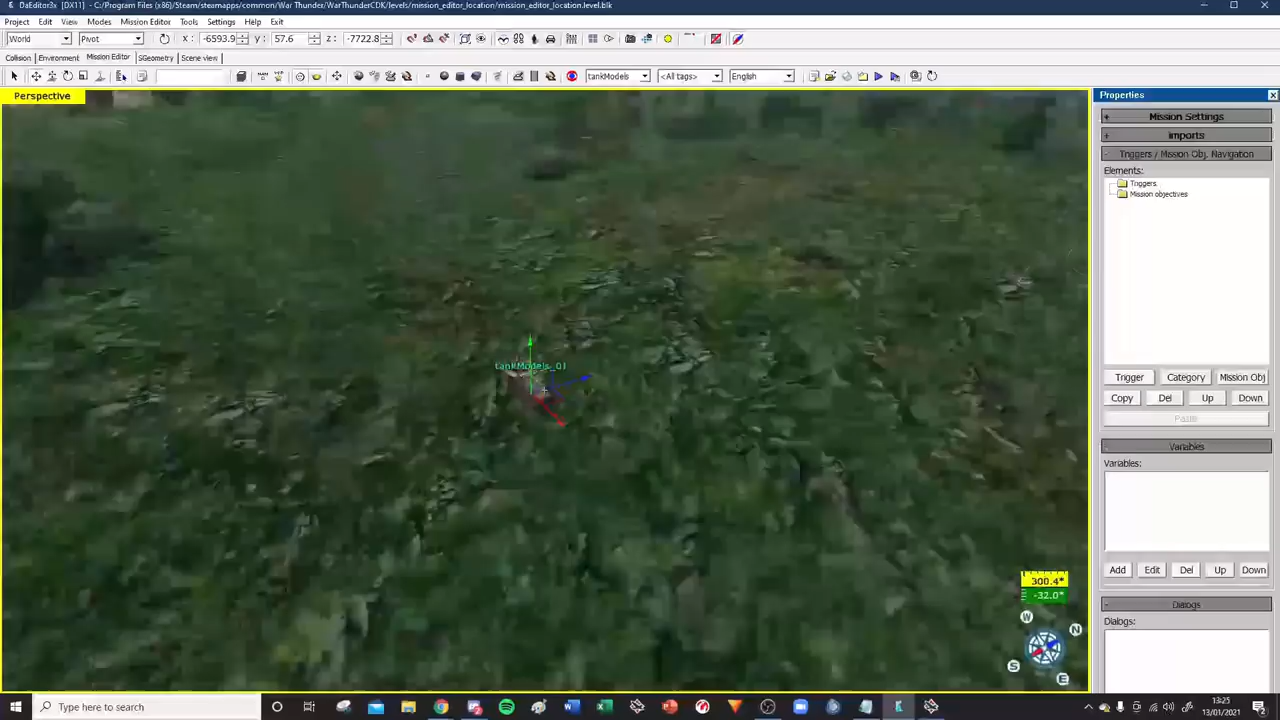 DaEditor3x [DX11] - C:/Program Files (x86)/Steam/steamapps/common/War Thunder/WarThunderCDK/levels/mission_editor_location/mission_editor_location.level.blk
Project Edit View Modes Mission Editor Tools Settings Help Exit
World Pivot x : -6593.9 y : 57.6 z : -7722.8
Collision Environment Mission Editor SGeometry Scene view
tankModels <All tags> English
Perspective
Properties
+ Mission Settings
+ imports
- Triggers / Mission Obj. Navigation
Elements:
Triggers
Mission objectives
tankModels_01
Trigger Category Mission Obj
Copy Del Up Down
Paste
- Variables
Variables:
Add Edit Del Up Down
300.4°
-32.0°
W N S E
- Dialogs
Dialogs:
Type here to search
13:25
13/01/2021